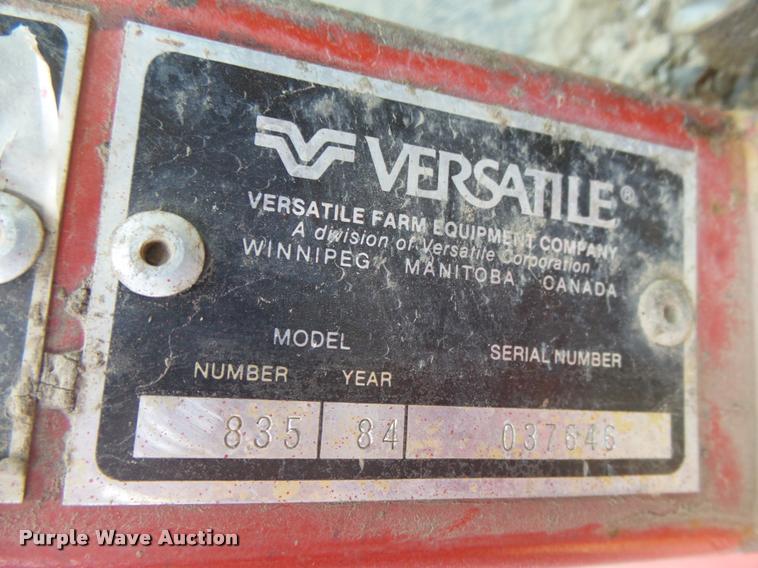 VERSATILE®
VERSATILE FARM EQUIPMENT COMPANY
A division of Versatile Corporation
WINNIPEG MANITOBA CANADA
MODEL
NUMBER YEAR SERIAL NUMBER
835 84 037646
Purple Wave Auction